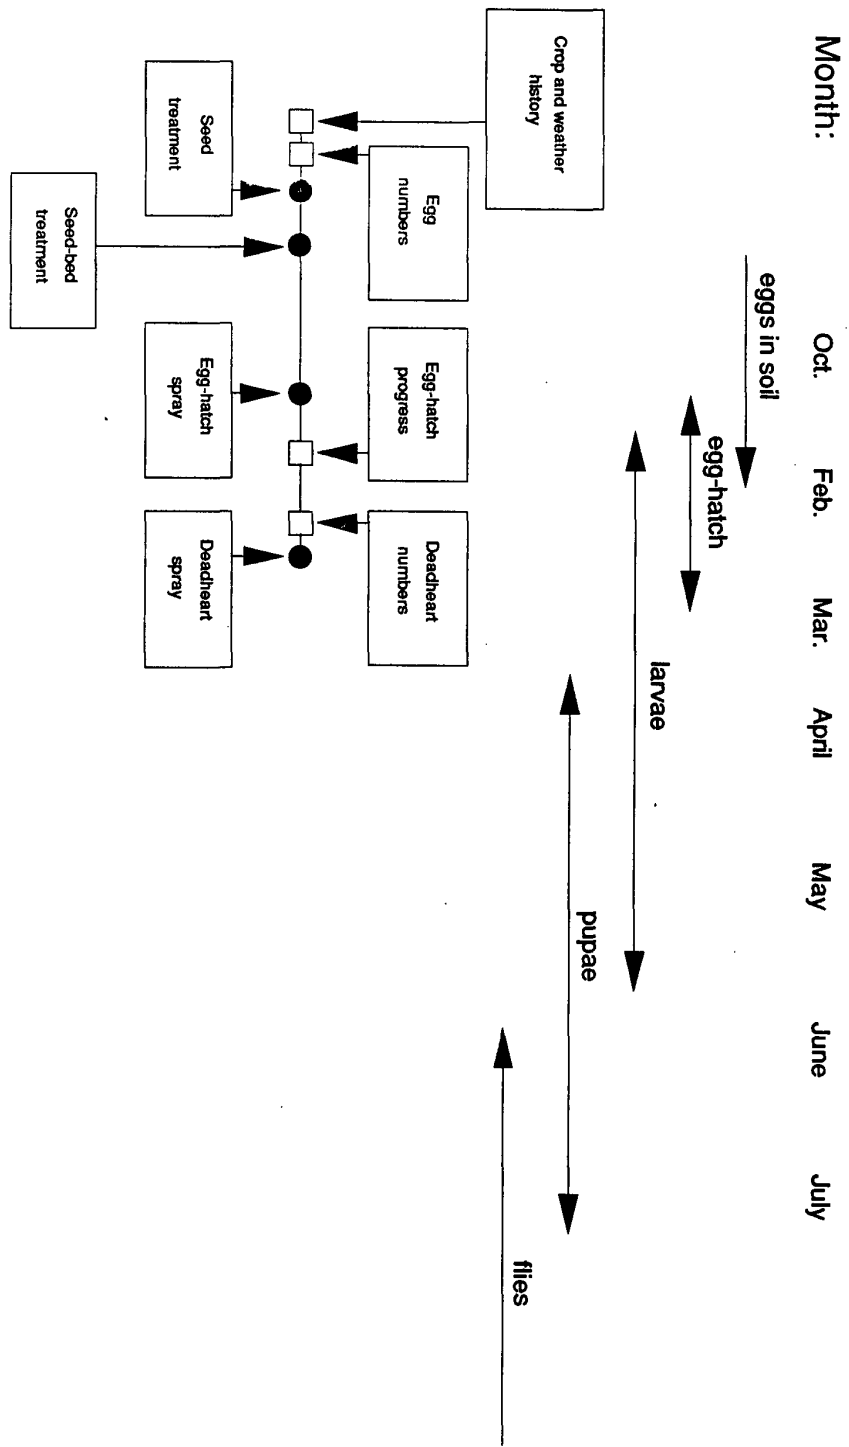 Month:
Oct.
Feb.
Mar.
April
May
June
July
eggs in soil
egg-hatch
larvae
pupae
flies
Crop and weather
history
Egg
numbers
Egg-hatch
progress
Deadheart
numbers
Seed
treatment
Egg-hatch
spray
Deadheart
spray
Seed-bed
treatment